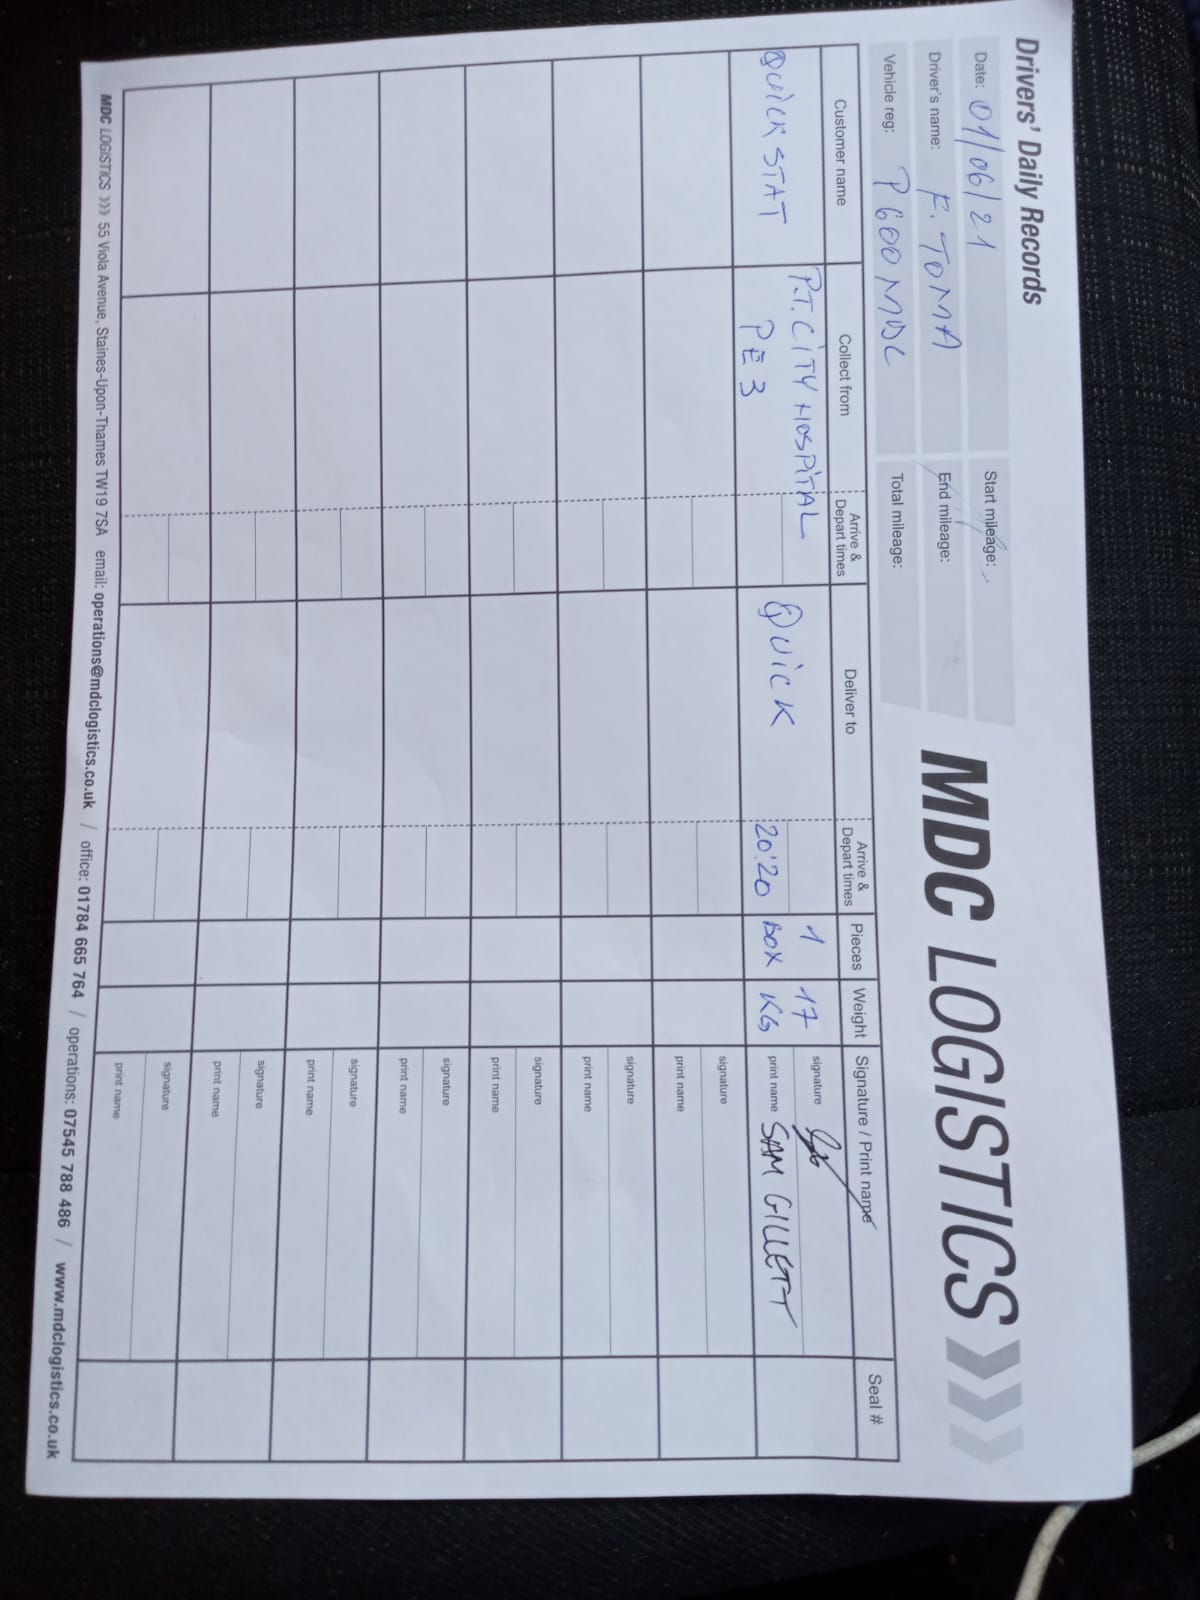 Drivers' Daily Records
MDC LOGISTICS
Date: 01/06/21
Start mileage:
Driver's name: F. TOMA
End mileage:
Vehicle reg: P600MDC
Total mileage:
Customer name Collect from Arrive & Depart times Deliver to Arrive & Depart times Pieces Weight Signature / Print name Seal #
QUICK STAT P.T. CITY HOSPITAL QUICK 1 17 signature
PE3 20:20 BOX KG print name SAM GILLETT
signature
print name
signature
print name
signature
print name
signature
print name
signature
print name
signature
print name
signature
print name
MDC LOGISTICS >>> 55 Viola Avenue, Staines-Upon-Thames TW19 7SA email: operations@mdclogistics.co.uk / office: 01784 665 764 / operations: 07545 788 486 / www.mdclogistics.co.uk